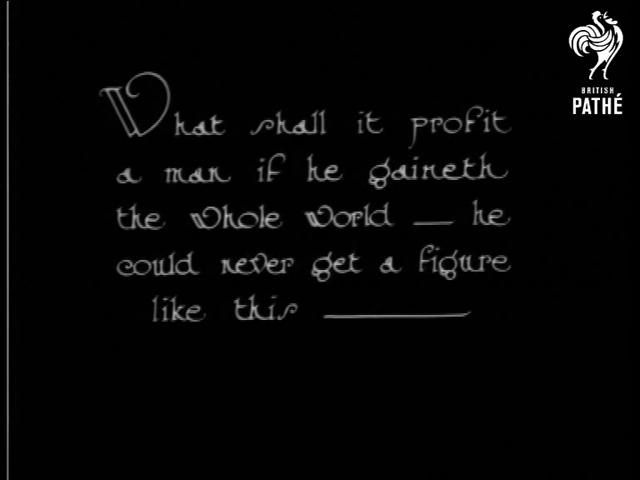 BRITISH
PATHÉ
What shall it profit
a man if he gaineth
the whole world — he
could never get a figure
like this ———